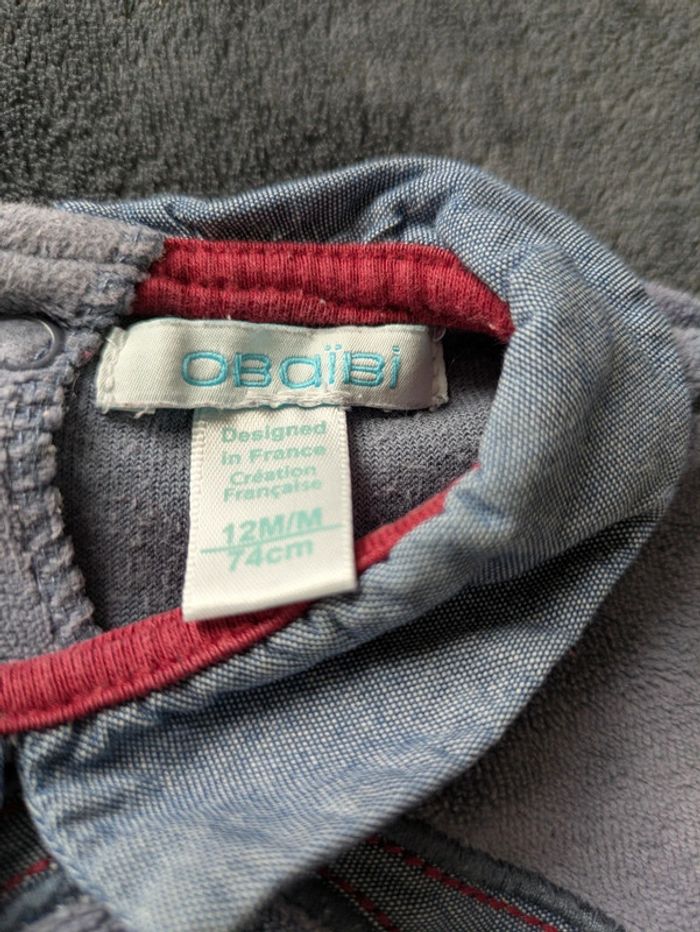 OBaïBi
Designed
in France
Création
Française
12M/M
74cm